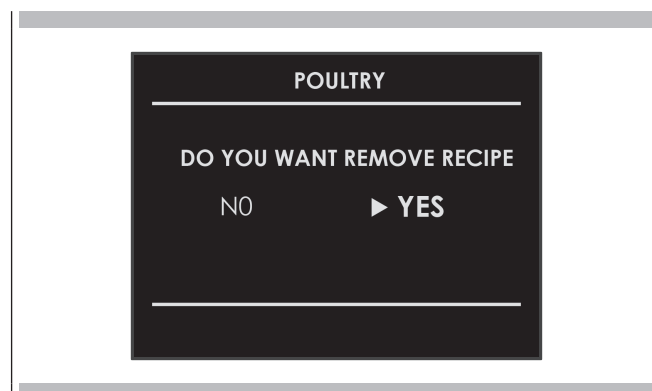 POULTRY
DO YOU WANT REMOVE RECIPE
N0 ▶ YES